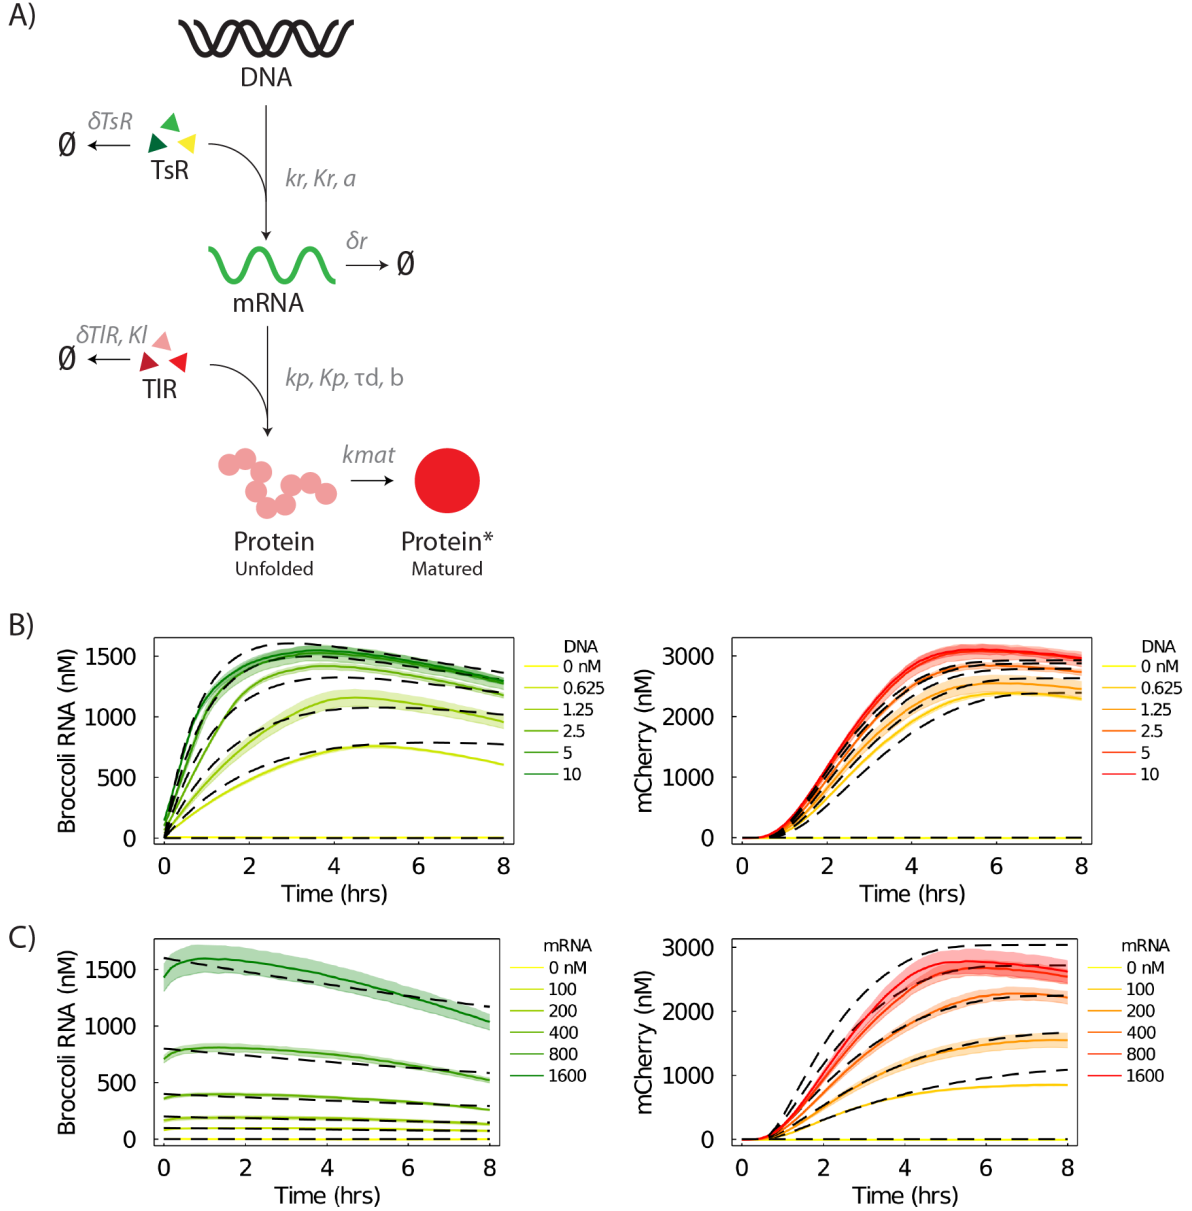 A)
DNA
δTsR
Ø
TsR
kr, Kr, a
δr
Ø
mRNA
δTlR, Kl
Ø
TlR
kp, Kp, τd, b
kmat
Protein
Unfolded
Protein*
Matured
B)
Broccoli RNA (nM)
1500
1000
500
0
0 2 4 6 8
Time (hrs)
DNA
0 nM
0.625
1.25
2.5
5
10
mCherry (nM)
3000
2000
1000
0
0 2 4 6 8
Time (hrs)
DNA
0 nM
0.625
1.25
2.5
5
10
C)
Broccoli RNA (nM)
1500
1000
500
0
0 2 4 6 8
Time (hrs)
mRNA
0 nM
100
200
400
800
1600
mCherry (nM)
3000
2000
1000
0
0 2 4 6 8
Time (hrs)
mRNA
0 nM
100
200
400
800
1600